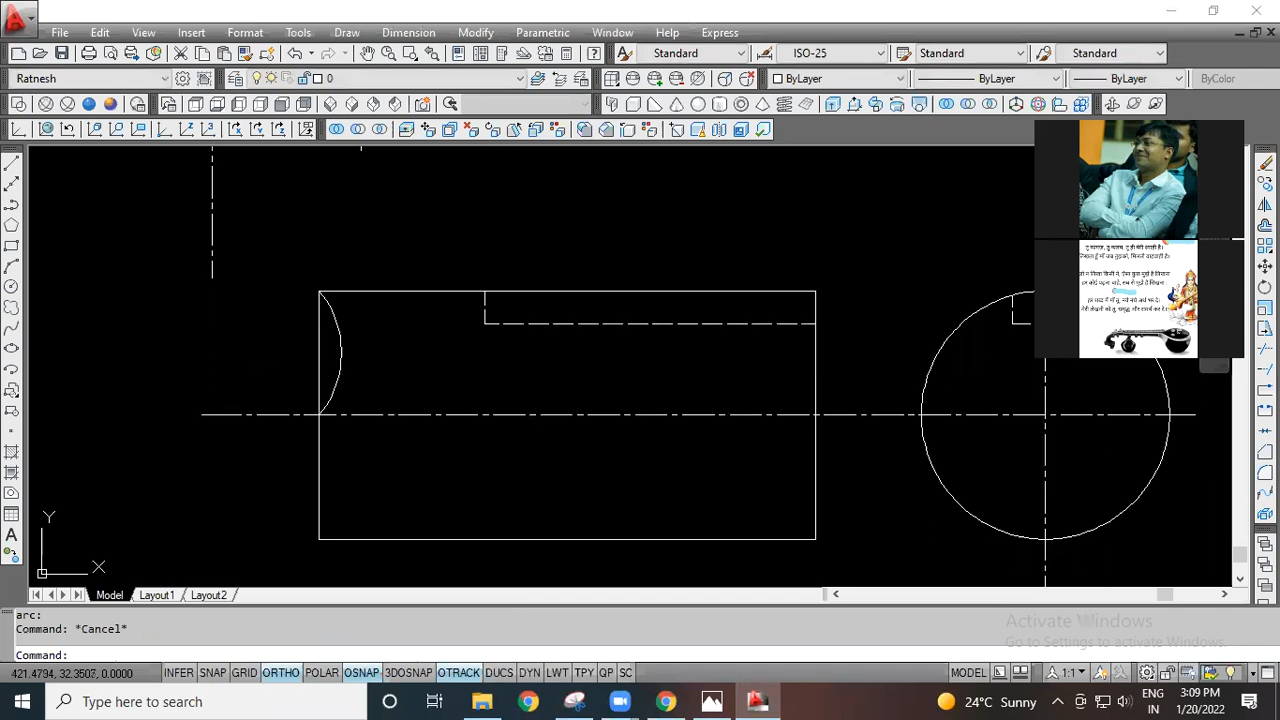 File Edit View Insert Format Tools Draw Dimension Modify Parametric Window Help Express
Standard ISO-25 Standard Standard
Ratnesh 0 ByLayer ByLayer ByLayer ByColor
Y
X
Model Layout1 Layout2
arc:
Command: *Cancel*
Command:
Activate Windows
Go to Settings to activate Windows.
421.4794, 32.3507, 0.0000 INFER SNAP GRID ORTHO POLAR OSNAP 3DOSNAP OTRACK DUCS DYN LWT TPY QP SC MODEL 1:1
Type here to search 24°C Sunny ENG 3:09 PM
IN 1/20/2022